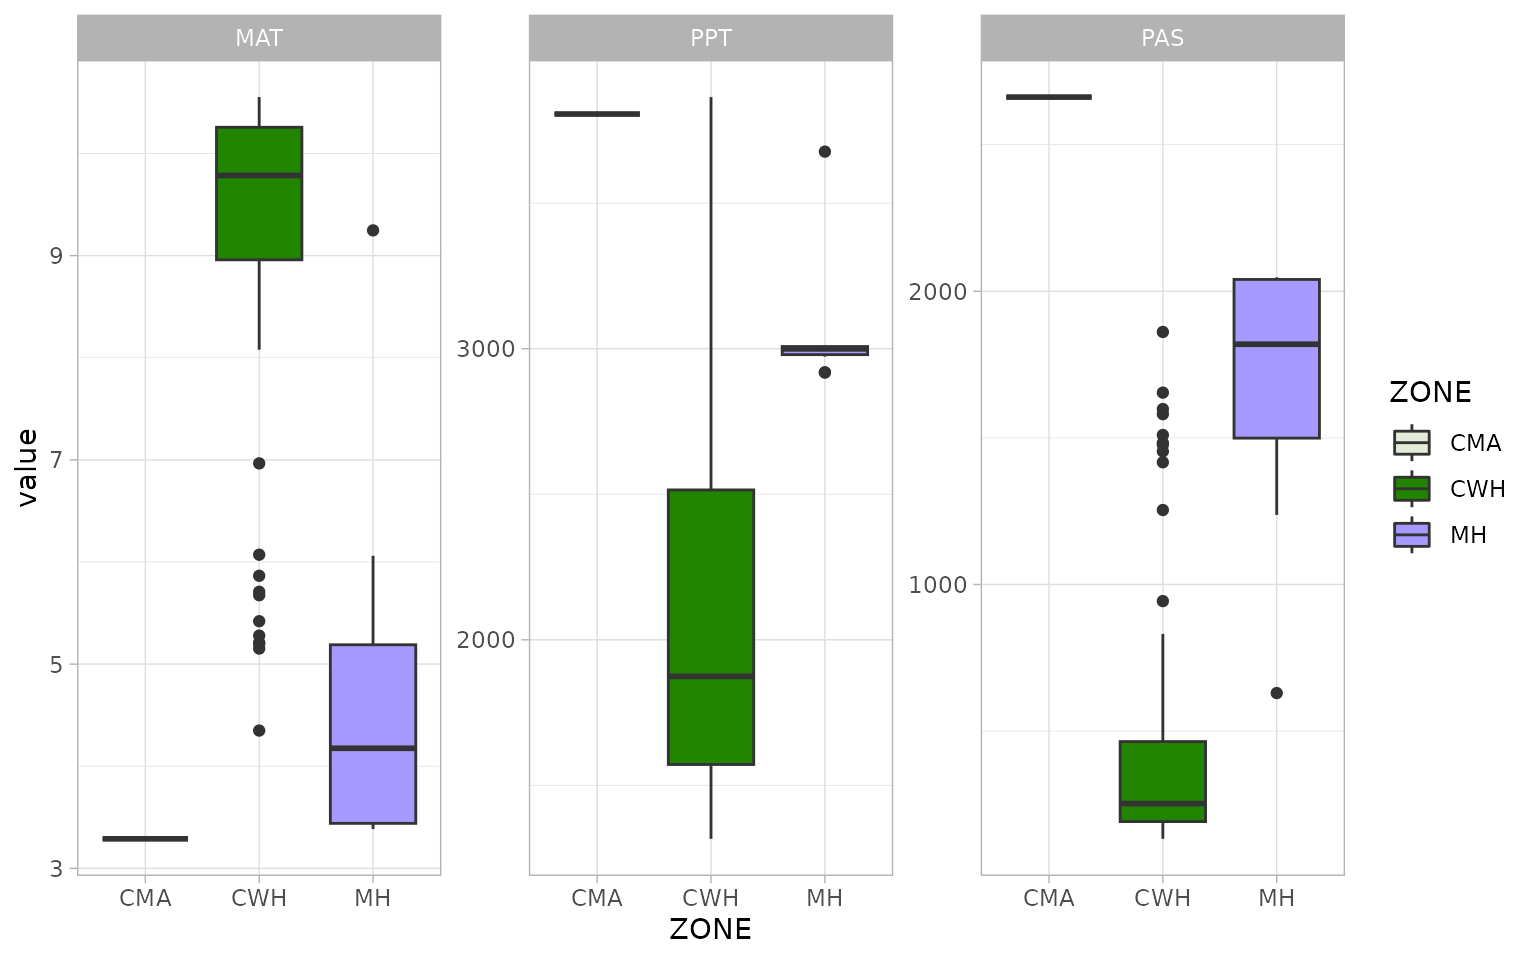 MAT
PPT
PAS
value
9
7
5
3
3000
2000
2000
1000
CMA
CWH
MH
CMA
CWH
MH
CMA
CWH
MH
ZONE
ZONE
CMA
CWH
MH